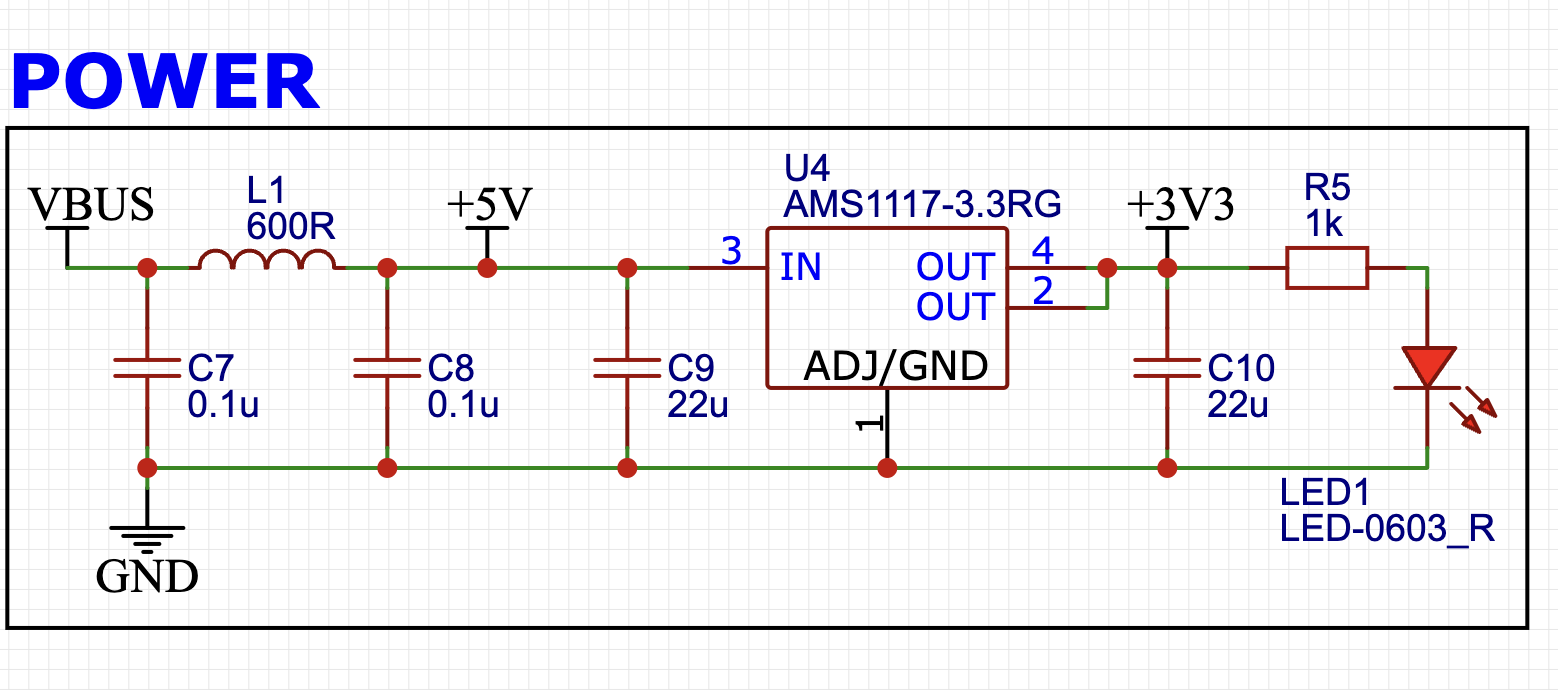 POWER
VBUS
L1
600R
+5V
U4
AMS1117-3.3RG
+3V3
R5
1k
3
IN
OUT
4
OUT
2
ADJ/GND
1
C7
0.1u
C8
0.1u
C9
22u
C10
22u
LED1
LED-0603_R
GND